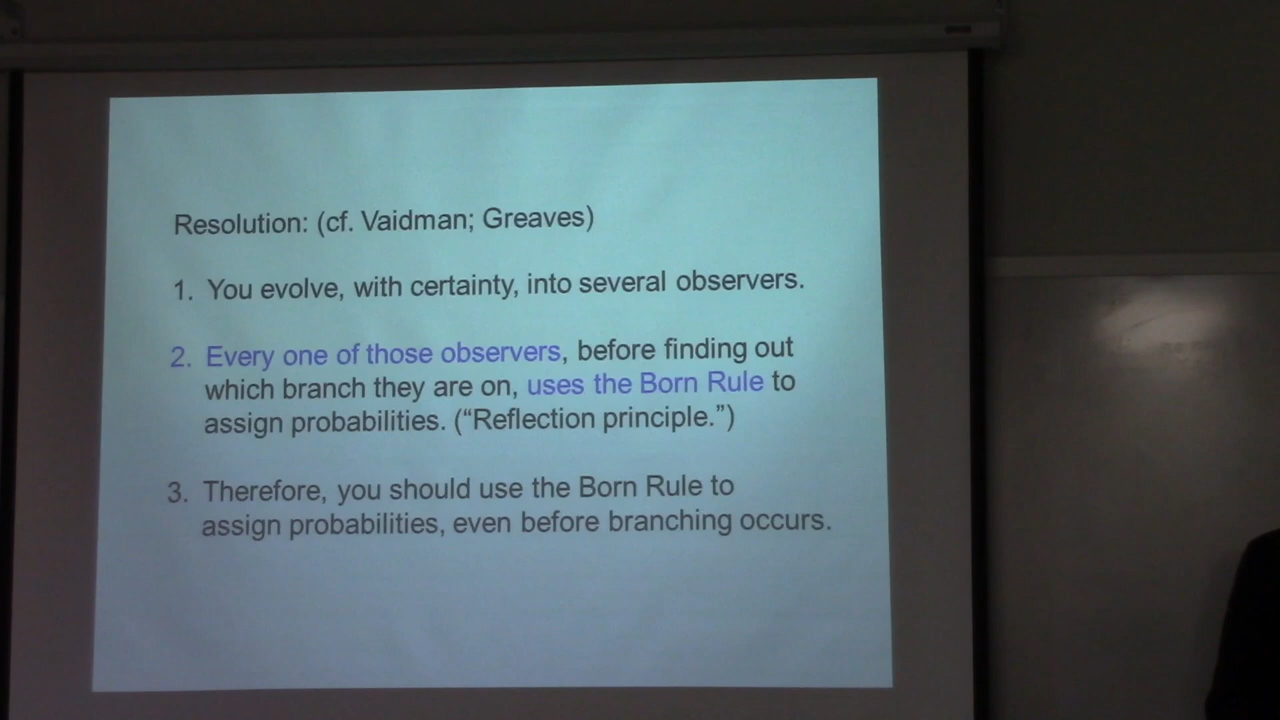 Resolution: (cf. Vaidman; Greaves)
1. You evolve, with certainty, into several observers.
2. Every one of those observers, before finding out
which branch they are on, uses the Born Rule to
assign probabilities. (“Reflection principle.”)
3. Therefore, you should use the Born Rule to
assign probabilities, even before branching occurs.